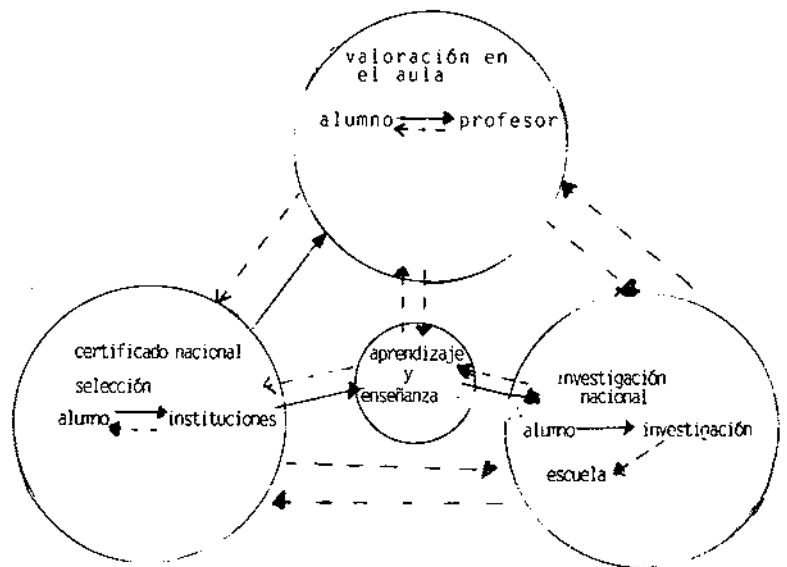 valoración en
el aula
alumno profesor
certificado nacional
selección
alumno instituciones
aprendizaje
y
enseñanza
investigación
nacional
alumno investigación
escuela